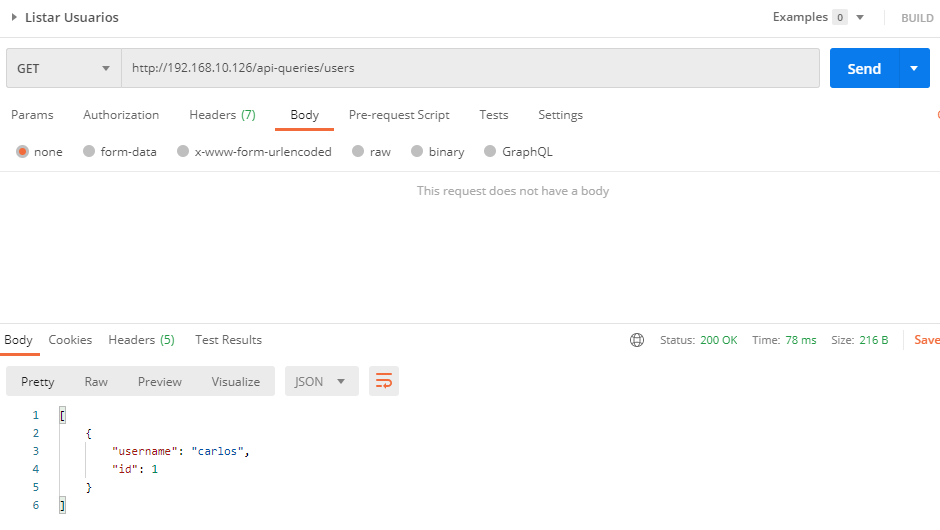 Listar Usuarios Examples 0 BUILD
GET http://192.168.10.126/api-queries/users Send
Params Authorization Headers (7) Body Pre-request Script Tests Settings
none form-data x-www-form-urlencoded raw binary GraphQL
This request does not have a body
Body Cookies Headers (5) Test Results Status: 200 OK Time: 78 ms Size: 216 B Save
Pretty Raw Preview Visualize JSON
1 [
2 {
3 "username": "carlos",
4 "id": 1
5 }
6 ]